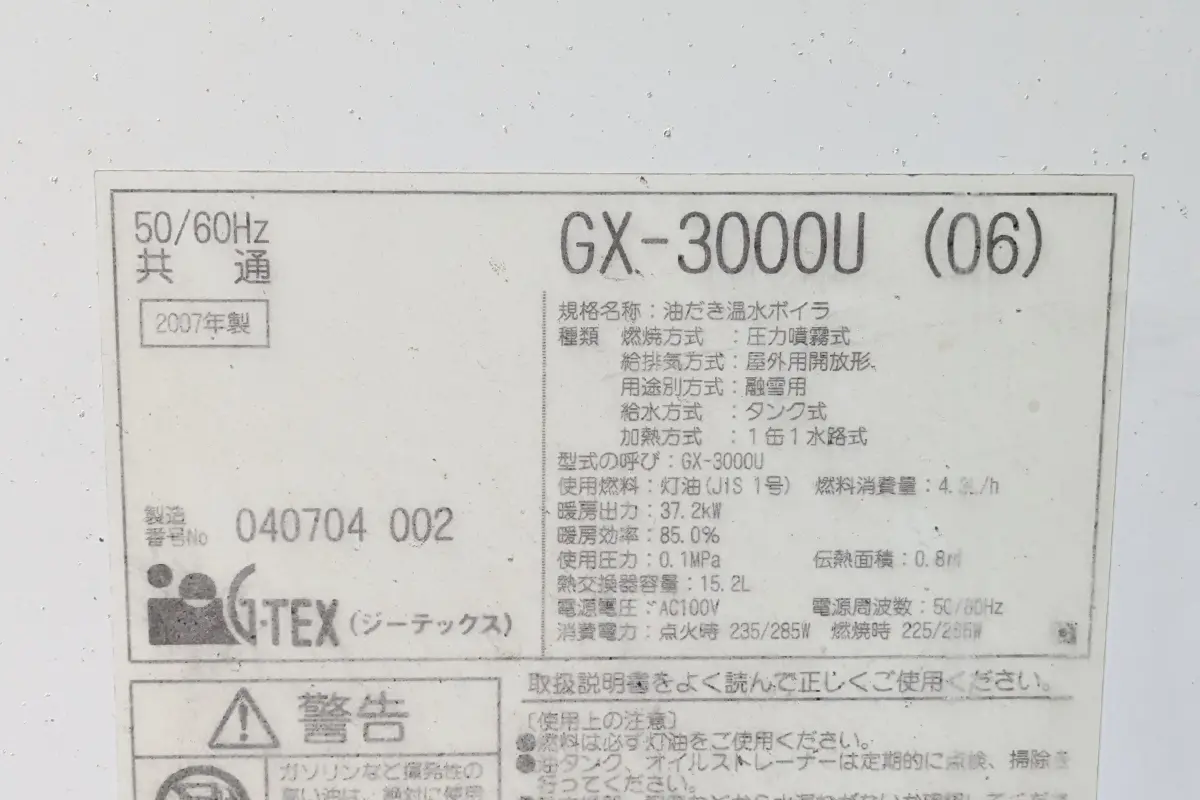 50/60Hz
共 通
2007年製
製造
番号No 040704 002
G-TEX (ジーテックス)
GX-3000U (06)
規格名称：油だき温水ボイラ
種類 燃焼方式 ：圧力噴霧式
給排気方式：屋外用開放形
用途別方式：融雪用
給水方式 ：タンク式
加熱方式 ：1缶1水路式
型式の呼び：GX-3000U
使用燃料：灯油(JIS 1号) 燃料消費量：
暖房出力：37.2kW
暖房効率：85.0%
使用圧力：0.1MPa 伝熱面積：0.8㎡
熱交換器容量：15.2L
電源電圧：AC100V 電源周波数：50/60Hz
消費電力：点火時 235/285W 燃焼時
取扱説明書をよく読んで正しくご使用ください。
〔使用上の注意〕
●燃料は必ず灯油をご使用ください。
●油タンク、オイルストレーナーは定期的に点検、掃除を
行ってください。
警告
ガソリンなど揮発性の
高い油は、絶対に使用